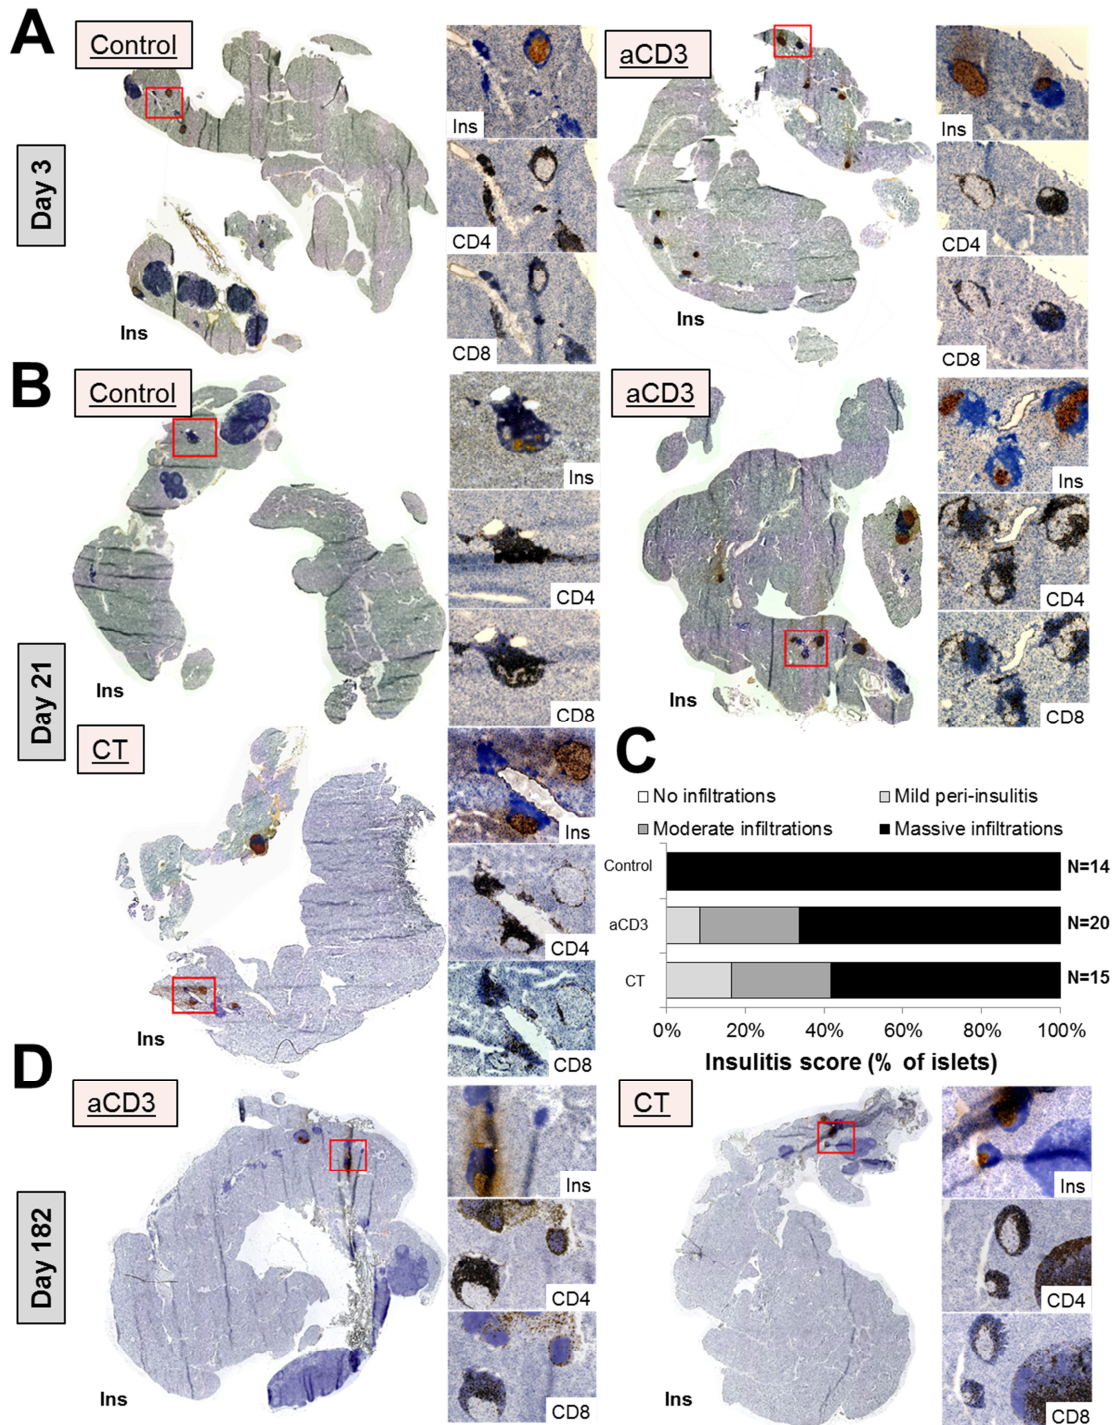 A
Control
aCD3
Day 3
Ins
CD4
CD8
Ins
Ins
CD4
CD8
Ins
B
Control
aCD3
Day 21
Ins
CD4
CD8
Ins
Ins
CD4
CD8
Ins
CT
Ins
CD4
CD8
Ins
C
No infiltrations
Mild peri-insulitis
Moderate infiltrations
Massive infiltrations
Control
N=14
aCD3
N=20
CT
N=15
0% 20% 40% 60% 80% 100%
Insulitis score (% of islets)
D
aCD3
CT
Day 182
Ins
CD4
CD8
Ins
Ins
CD4
CD8
Ins